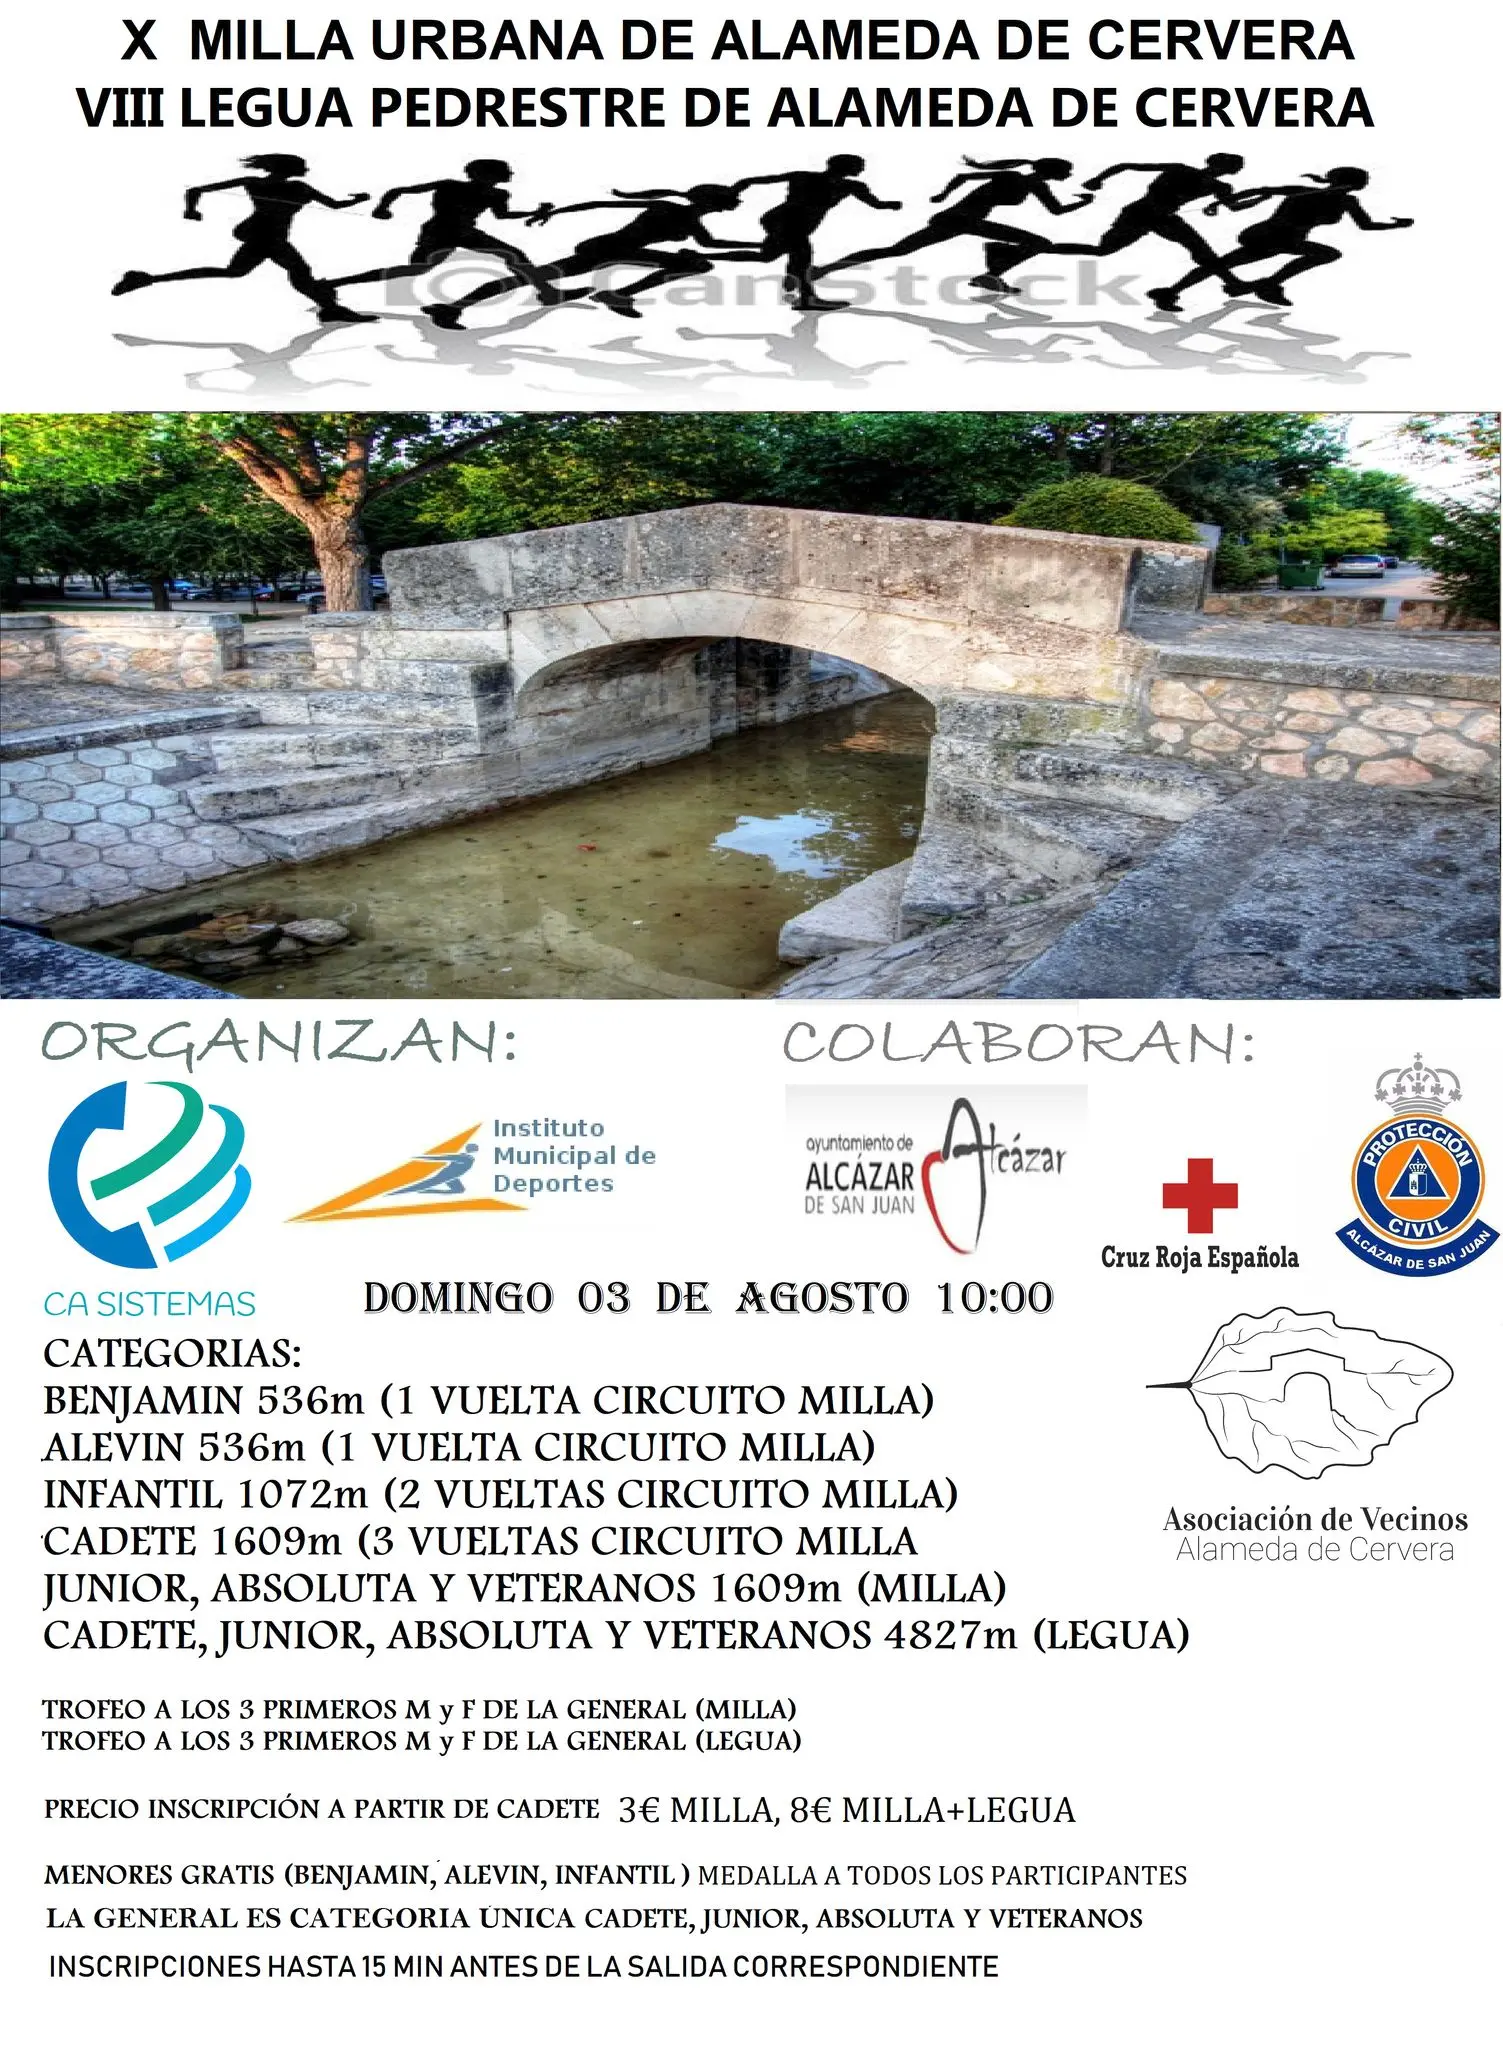 X MILLA URBANA DE ALAMEDA DE CERVERA
VIII LEGUA PEDRESTRE DE ALAMEDA DE CERVERA
CanStock
ORGANIZAN:
COLABORAN:
Instituto
Municipal de
Deportes
CA SISTEMAS
ayuntamiento de
ALCÁZAR
DE SAN JUAN
Alcázar
Cruz Roja Española
PROTECCIÓN
CIVIL
ALCÁZAR DE SAN JUAN
DOMINGO 03 DE AGOSTO 10:00
CATEGORIAS:
BENJAMIN 536m (1 VUELTA CIRCUITO MILLA)
ALEVIN 536m (1 VUELTA CIRCUITO MILLA)
INFANTIL 1072m (2 VUELTAS CIRCUITO MILLA)
CADETE 1609m (3 VUELTAS CIRCUITO MILLA
JUNIOR, ABSOLUTA Y VETERANOS 1609m (MILLA)
CADETE, JUNIOR, ABSOLUTA Y VETERANOS 4827m (LEGUA)
Asociación de Vecinos
Alameda de Cervera
TROFEO A LOS 3 PRIMEROS M y F DE LA GENERAL (MILLA)
TROFEO A LOS 3 PRIMEROS M y F DE LA GENERAL (LEGUA)
PRECIO INSCRIPCIÓN A PARTIR DE CADETE 3€ MILLA, 8€ MILLA+LEGUA
MENORES GRATIS (BENJAMIN, ALEVIN, INFANTIL ) MEDALLA A TODOS LOS PARTICIPANTES
LA GENERAL ES CATEGORIA ÚNICA CADETE, JUNIOR, ABSOLUTA Y VETERANOS
INSCRIPCIONES HASTA 15 MIN ANTES DE LA SALIDA CORRESPONDIENTE